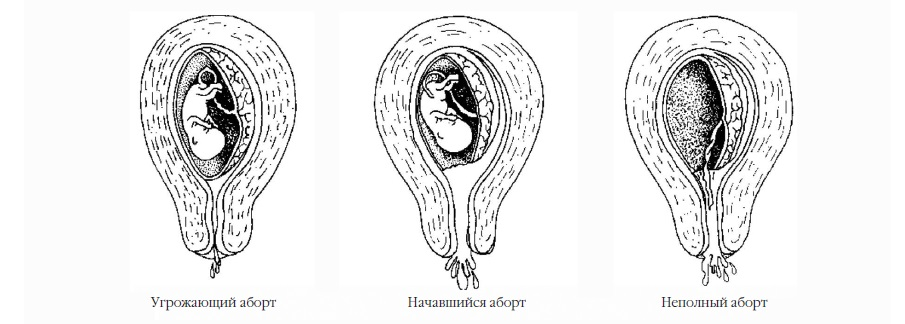 Угрожающий аборт
Начавшийся аборт
Неполный аборт